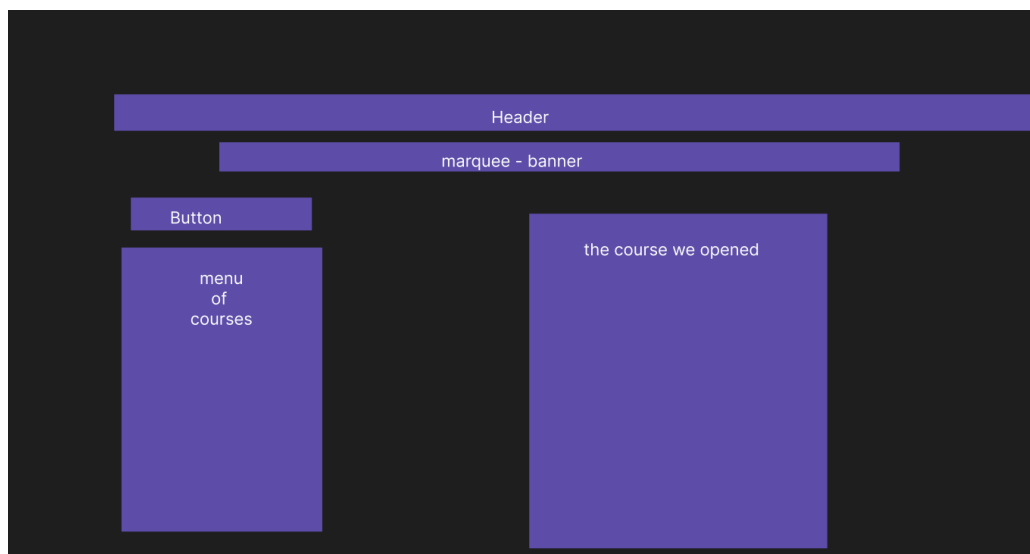 Header
marquee - banner
Button
menu
of
courses
the course we opened